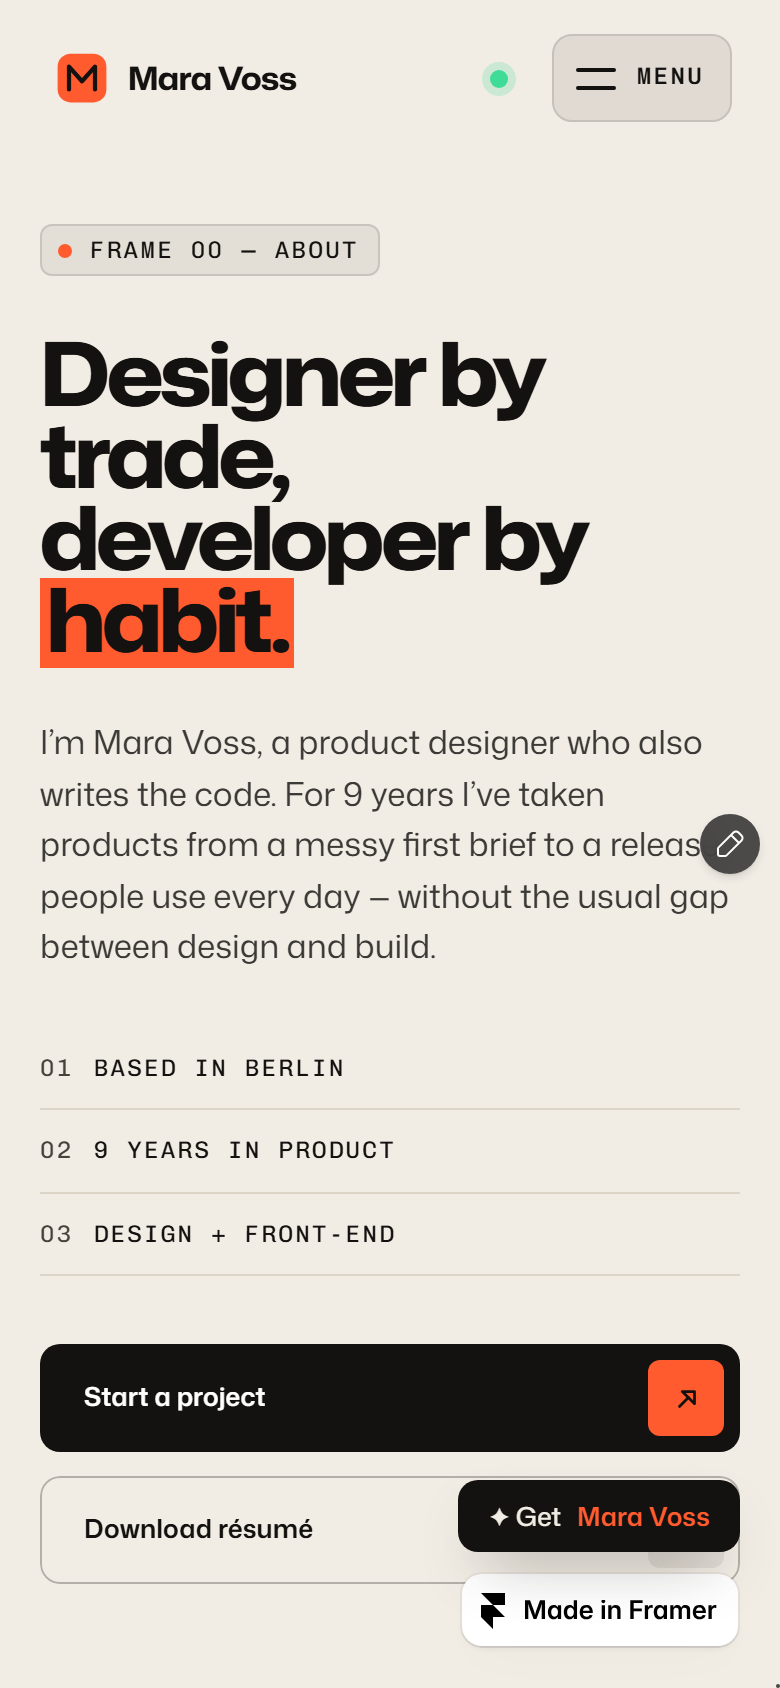 M Mara Voss MENU
FRAME 00 — ABOUT
Designer by
trade,
developer by
habit.
I’m Mara Voss, a product designer who also
writes the code. For 9 years I’ve taken
products from a messy first brief to a
people use every day — without the usual gap
between design and build.
01 BASED IN BERLIN
02 9 YEARS IN PRODUCT
03 DESIGN + FRONT-END
Start a project
Download résumé
Get Mara Voss
Made in Framer